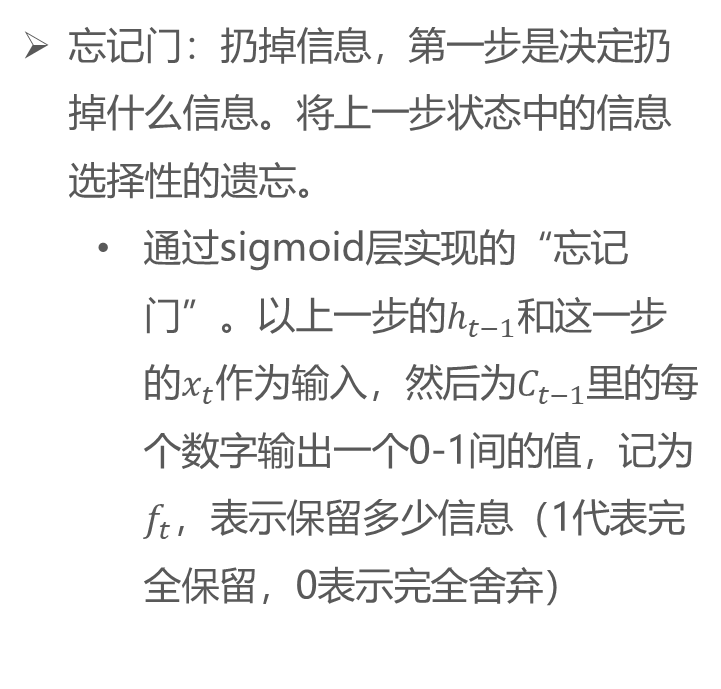 ➢ 忘记门：扔掉信息，第一步是决定扔
掉什么信息。将上一步状态中的信息
选择性的遗忘。
• 通过sigmoid层实现的“忘记
门”。以上一步的hₜ₋₁和这一步
的xₜ作为输入，然后为Cₜ₋₁里的每
个数字输出一个0-1间的值，记为
fₜ，表示保留多少信息（1代表完
全保留，0表示完全舍弃）